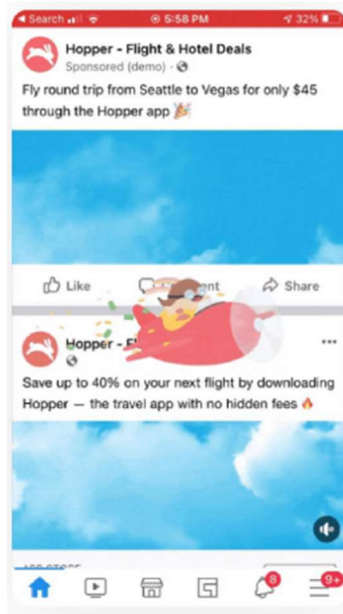 Search 5:58 PM 32%
Hopper - Flight & Hotel Deals
Sponsored (demo) ·
Fly round trip from Seattle to Vegas for only $45
through the Hopper app 🎉
Like nt Share
Hopper - F
Save up to 40% on your next flight by downloading
Hopper — the travel app with no hidden fees 🔥
8 9+